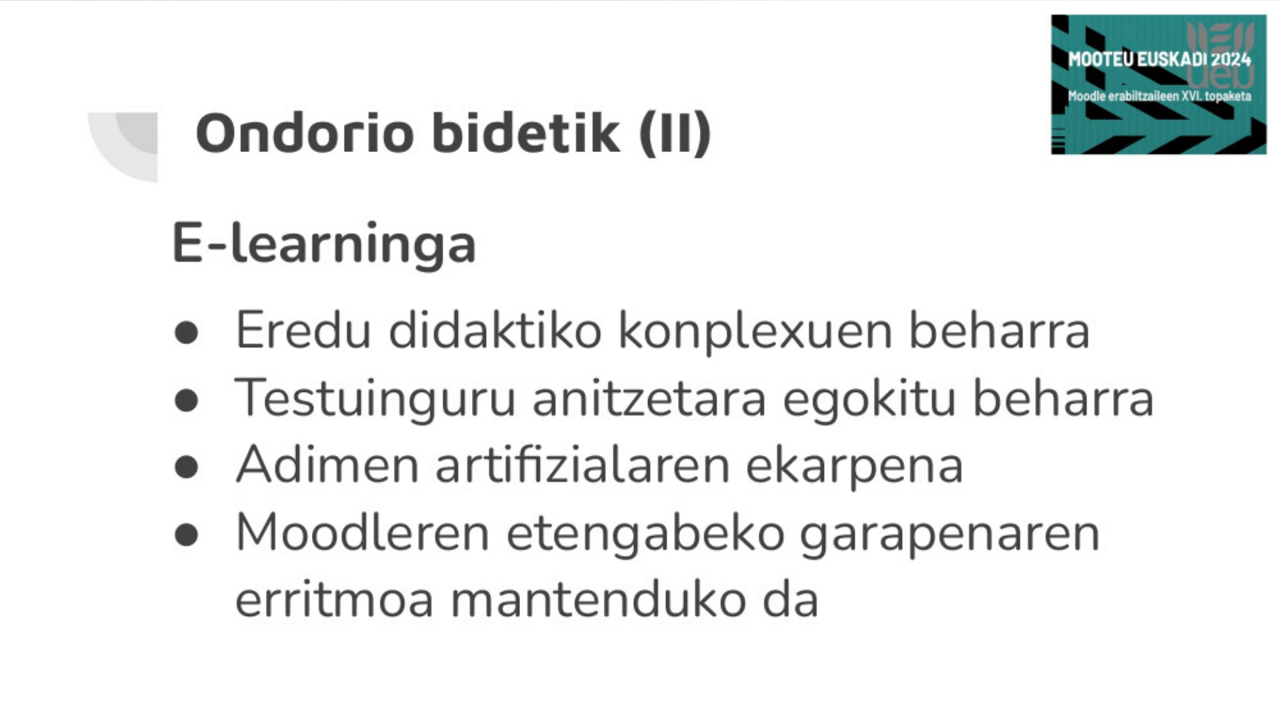 MOOTEU EUSKADI 2024
Moodle erabiltzaileen XVI. topaketa
ueu
Ondorio bidetik (II)
E-learninga
● Eredu didaktiko konplexuen beharra
● Testuinguru anitzetara egokitu beharra
● Adimen artifizialaren ekarpena
● Moodleren etengabeko garapenaren
erritmoa mantenduko da